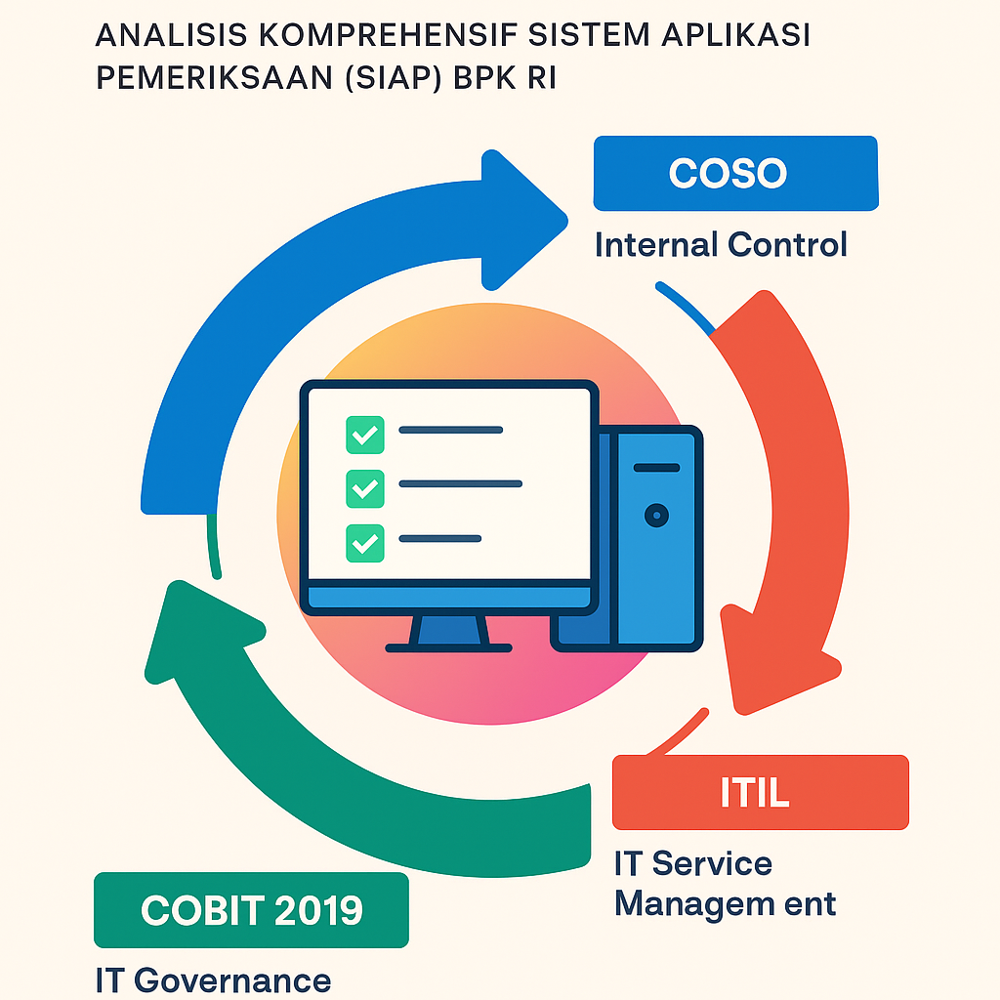 ANALISIS KOMPREHENSIF SISTEM APLIKASI
PEMERIKSAAN (SIAP) BPK RI
COSO
Internal Control
ITIL
IT Service
Managem ent
COBIT 2019
IT Governance